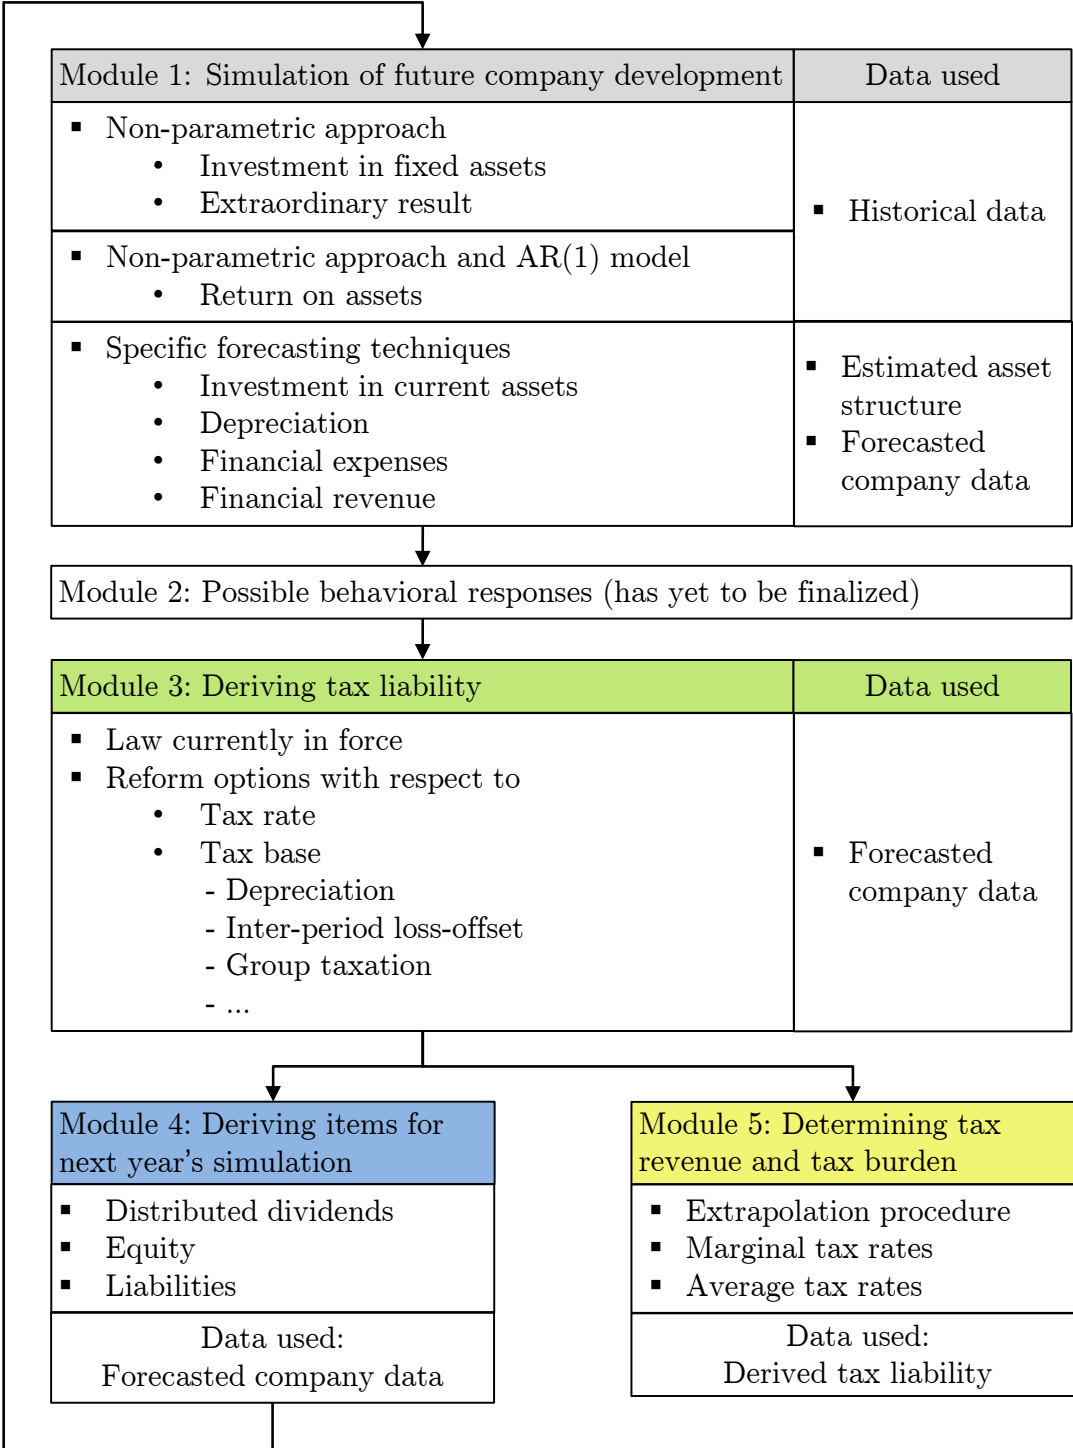 Module 1: Simulation of future company development
Data used
▪ Non-parametric approach
• Investment in fixed assets
• Extraordinary result
▪ Historical data
▪ Non-parametric approach and AR(1) model
• Return on assets
▪ Specific forecasting techniques
• Investment in current assets
• Depreciation
• Financial expenses
• Financial revenue
▪ Estimated asset
structure
▪ Forecasted
company data
Module 2: Possible behavioral responses (has yet to be finalized)
Module 3: Deriving tax liability
Data used
▪ Law currently in force
▪ Reform options with respect to
• Tax rate
• Tax base
- Depreciation
- Inter-period loss-offset
- Group taxation
- ...
▪ Forecasted
company data
Module 4: Deriving items for
next year's simulation
▪ Distributed dividends
▪ Equity
▪ Liabilities
Data used:
Forecasted company data
Module 5: Determining tax
revenue and tax burden
▪ Extrapolation procedure
▪ Marginal tax rates
▪ Average tax rates
Data used:
Derived tax liability